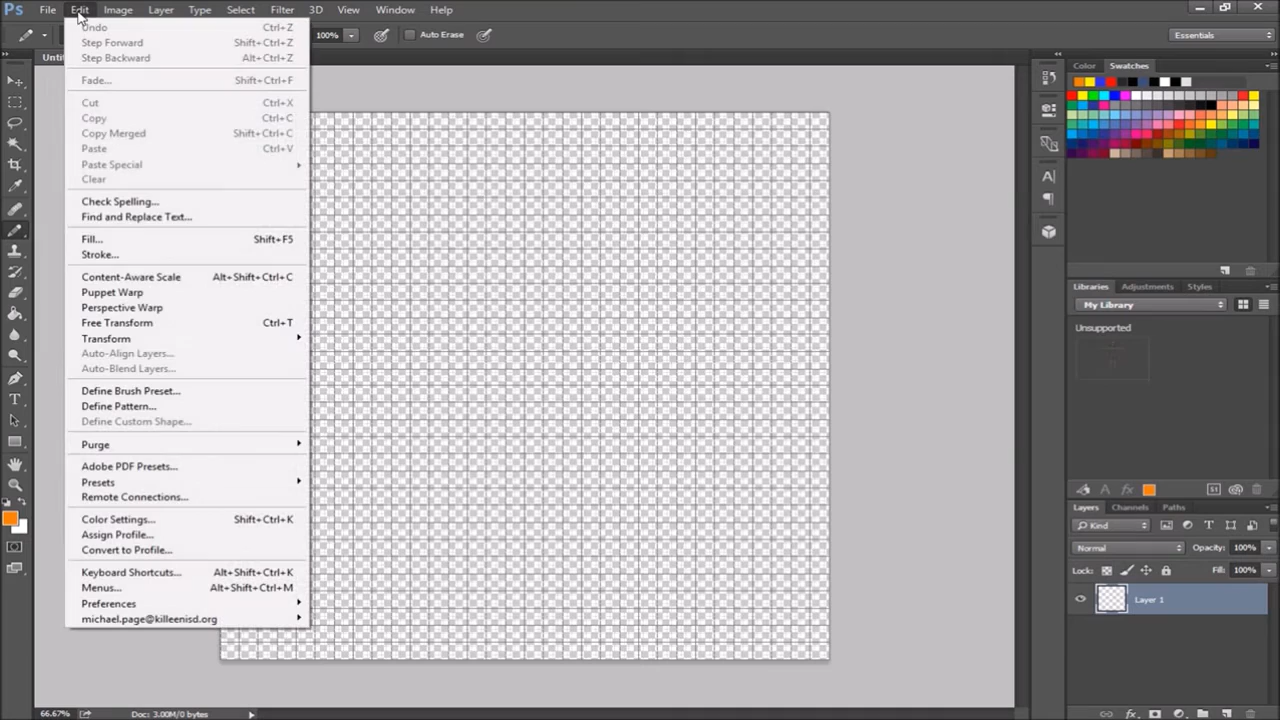 Ps File Edit Image Layer Type Select Filter 3D View Window Help
100% Auto Erase Essentials
Undo Ctrl+Z
Step Forward Shift+Ctrl+Z
Step Backward Alt+Ctrl+Z
Fade... Shift+Ctrl+F
Cut Ctrl+X
Copy Ctrl+C
Copy Merged Shift+Ctrl+C
Paste Ctrl+V
Paste Special
Clear
Check Spelling...
Find and Replace Text...
Fill... Shift+F5
Stroke...
Content-Aware Scale Alt+Shift+Ctrl+C
Puppet Warp
Perspective Warp
Free Transform Ctrl+T
Transform
Auto-Align Layers...
Auto-Blend Layers...
Define Brush Preset...
Define Pattern...
Define Custom Shape...
Purge
Adobe PDF Presets...
Presets
Remote Connections...
Color Settings... Shift+Ctrl+K
Assign Profile...
Convert to Profile...
Keyboard Shortcuts... Alt+Shift+Ctrl+K
Menus... Alt+Shift+Ctrl+M
Preferences
michael.page@killeenisd.org
Color Swatches
Libraries Adjustments Styles
My Library
Unsupported
Layers Channels Paths
Kind
Normal Opacity: 100%
Locks: Fill: 100%
Layer 1
66.67% Doc: 3.00M/0 bytes